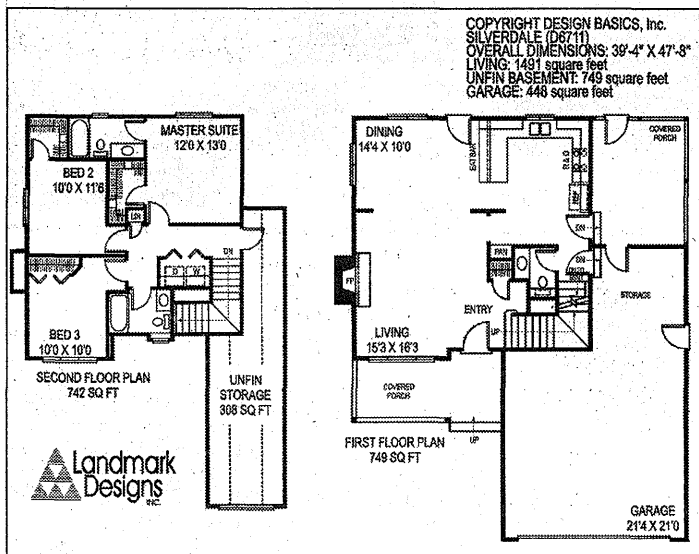 COPYRIGHT DESIGN BASICS, Inc.
SILVERDALE (D6711)
OVERALL DIMENSIONS: 39'-4" X 47'-8"
LIVING: 1491 square feet
UNFIN BASEMENT: 749 square feet
GARAGE: 448 square feet
MASTER SUITE
12'0 X 13'0
BED 2
10'0 X 11'6
LIN
DN
D W
BED 3
10'0 X 10'0
SECOND FLOOR PLAN
742 SQ FT
UNFIN
STORAGE
308 SQ FT
Landmark
Designs
INC.
DINING
14'4 X 10'0
EAT BAR
R&O
REF
COVERED
PORCH
DN
DN
PAN
FP
STORAGE
ENTRY
UP
LIVING
15'3 X 16'3
COVERED
PORCH
UP
FIRST FLOOR PLAN
749 SQ FT
GARAGE
21'4 X 21'0